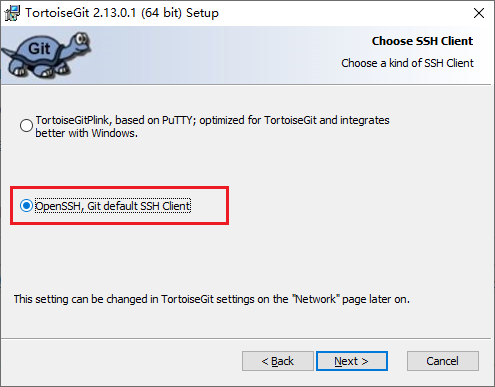 TortoiseGit 2.13.0.1 (64 bit) Setup
Git
Choose SSH Client
Choose a kind of SSH Client
TortoiseGitPlink, based on PuTTY; optimized for TortoiseGit and integrates
better with Windows.
OpenSSH, Git default SSH Client
This setting can be changed in TortoiseGit settings on the "Network" page later on.
< Back
Next >
Cancel